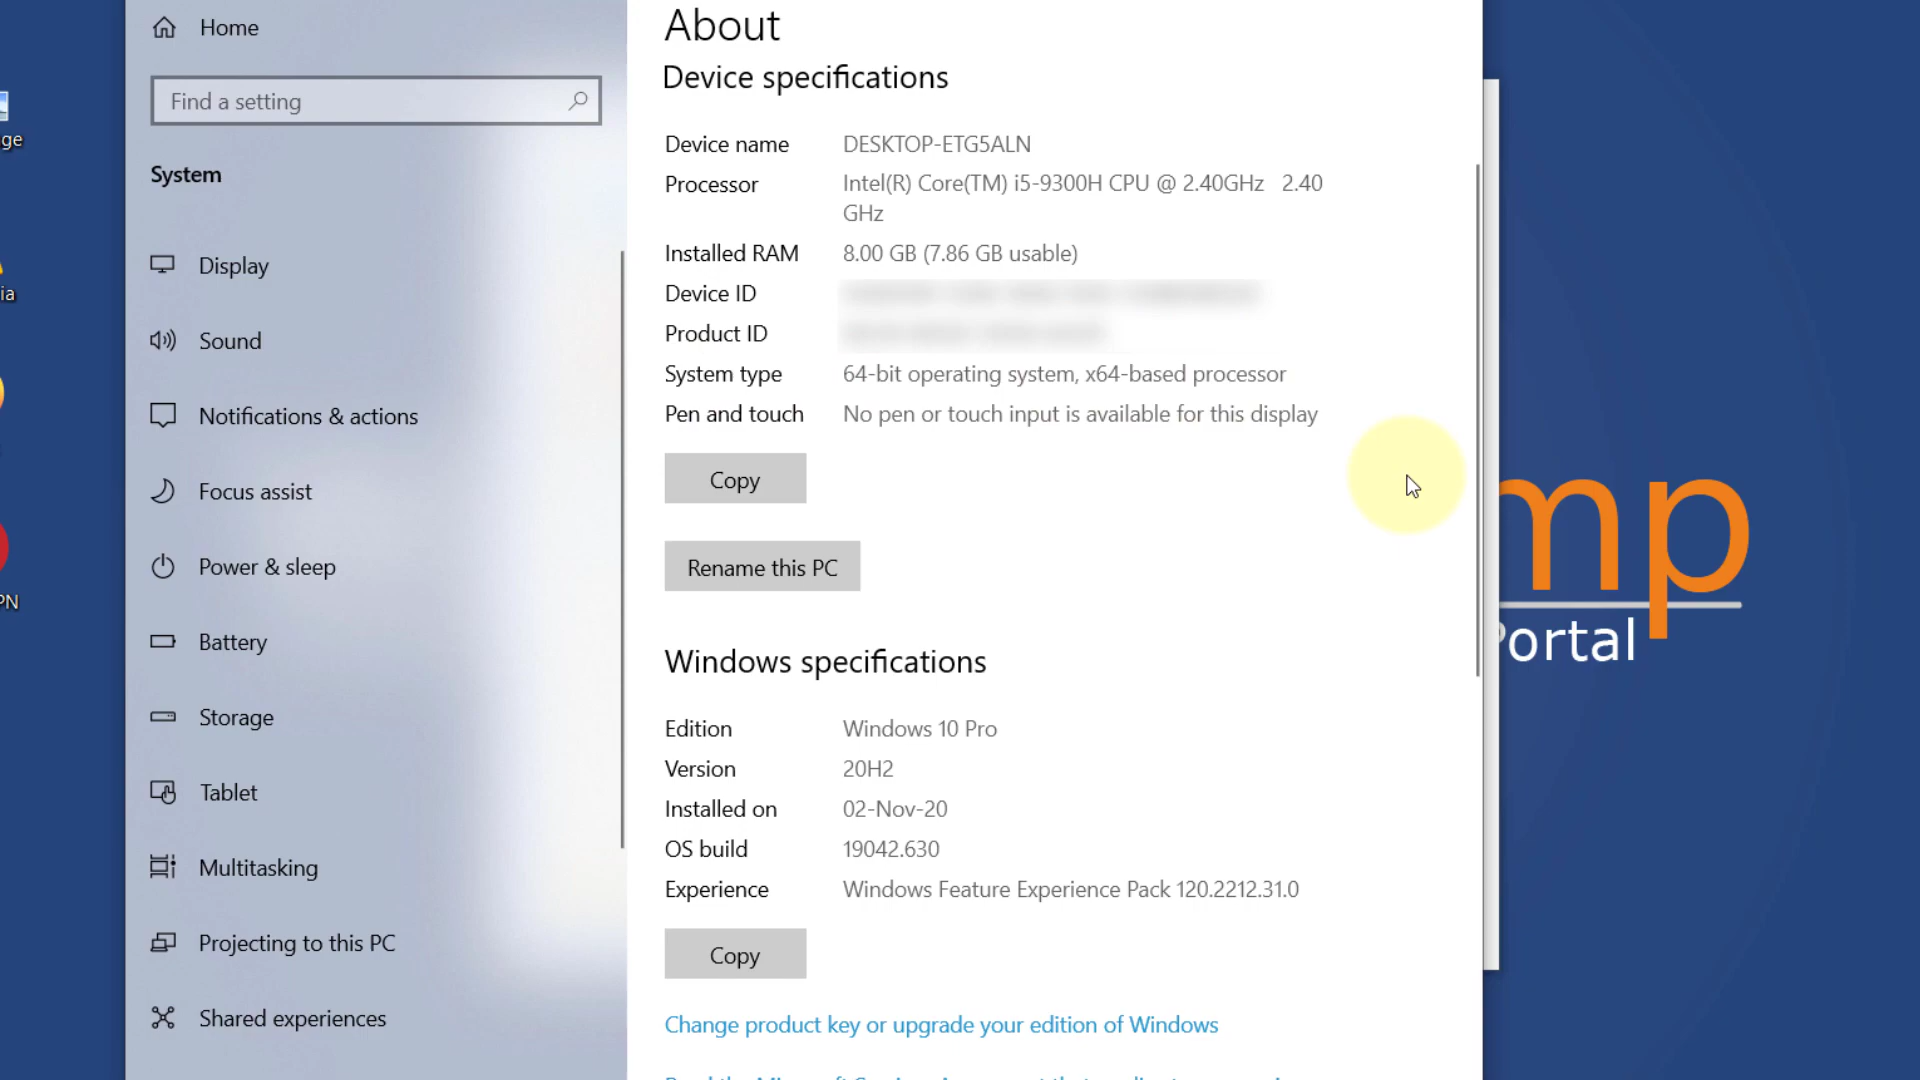 Home
Find a setting
System
Display
Sound
Notifications & actions
Focus assist
Power & sleep
Battery
Storage
Tablet
Multitasking
Projecting to this PC
Shared experiences
About
Device specifications
Device name DESKTOP-ETG5ALN
Processor Intel(R) Core(TM) i5-9300H CPU @ 2.40GHz 2.40
GHz
Installed RAM 8.00 GB (7.86 GB usable)
Device ID
Product ID
System type 64-bit operating system, x64-based processor
Pen and touch No pen or touch input is available for this display
Copy
Rename this PC
Windows specifications
Edition Windows 10 Pro
Version 20H2
Installed on 02-Nov-20
OS build 19042.630
Experience Windows Feature Experience Pack 120.2212.31.0
Copy
Change product key or upgrade your edition of Windows
ge
ia
PN
mp
Portal